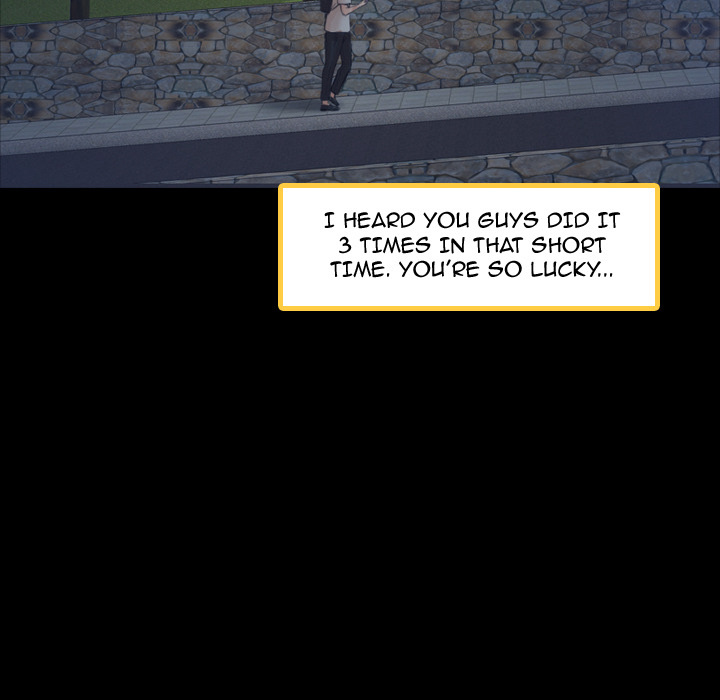 I HEARD YOU GUYS DID IT
3 TIMES IN THAT SHORT
TIME. YOU'RE SO LUCKY...